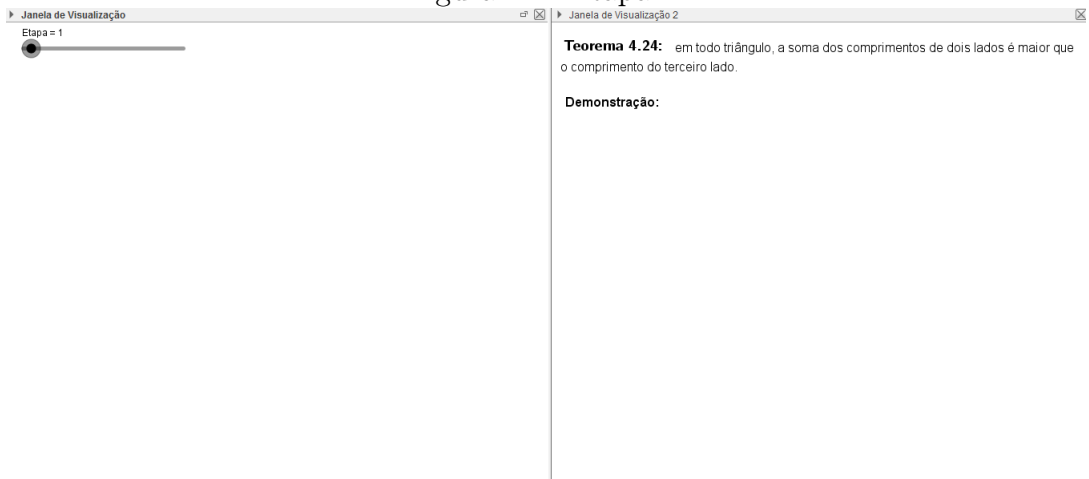 Janela de Visualização
Etapa = 1
Janela de Visualização 2
Teorema 4.24: em todo triângulo, a soma dos comprimentos de dois lados é maior que
o comprimento do terceiro lado.
Demonstração: